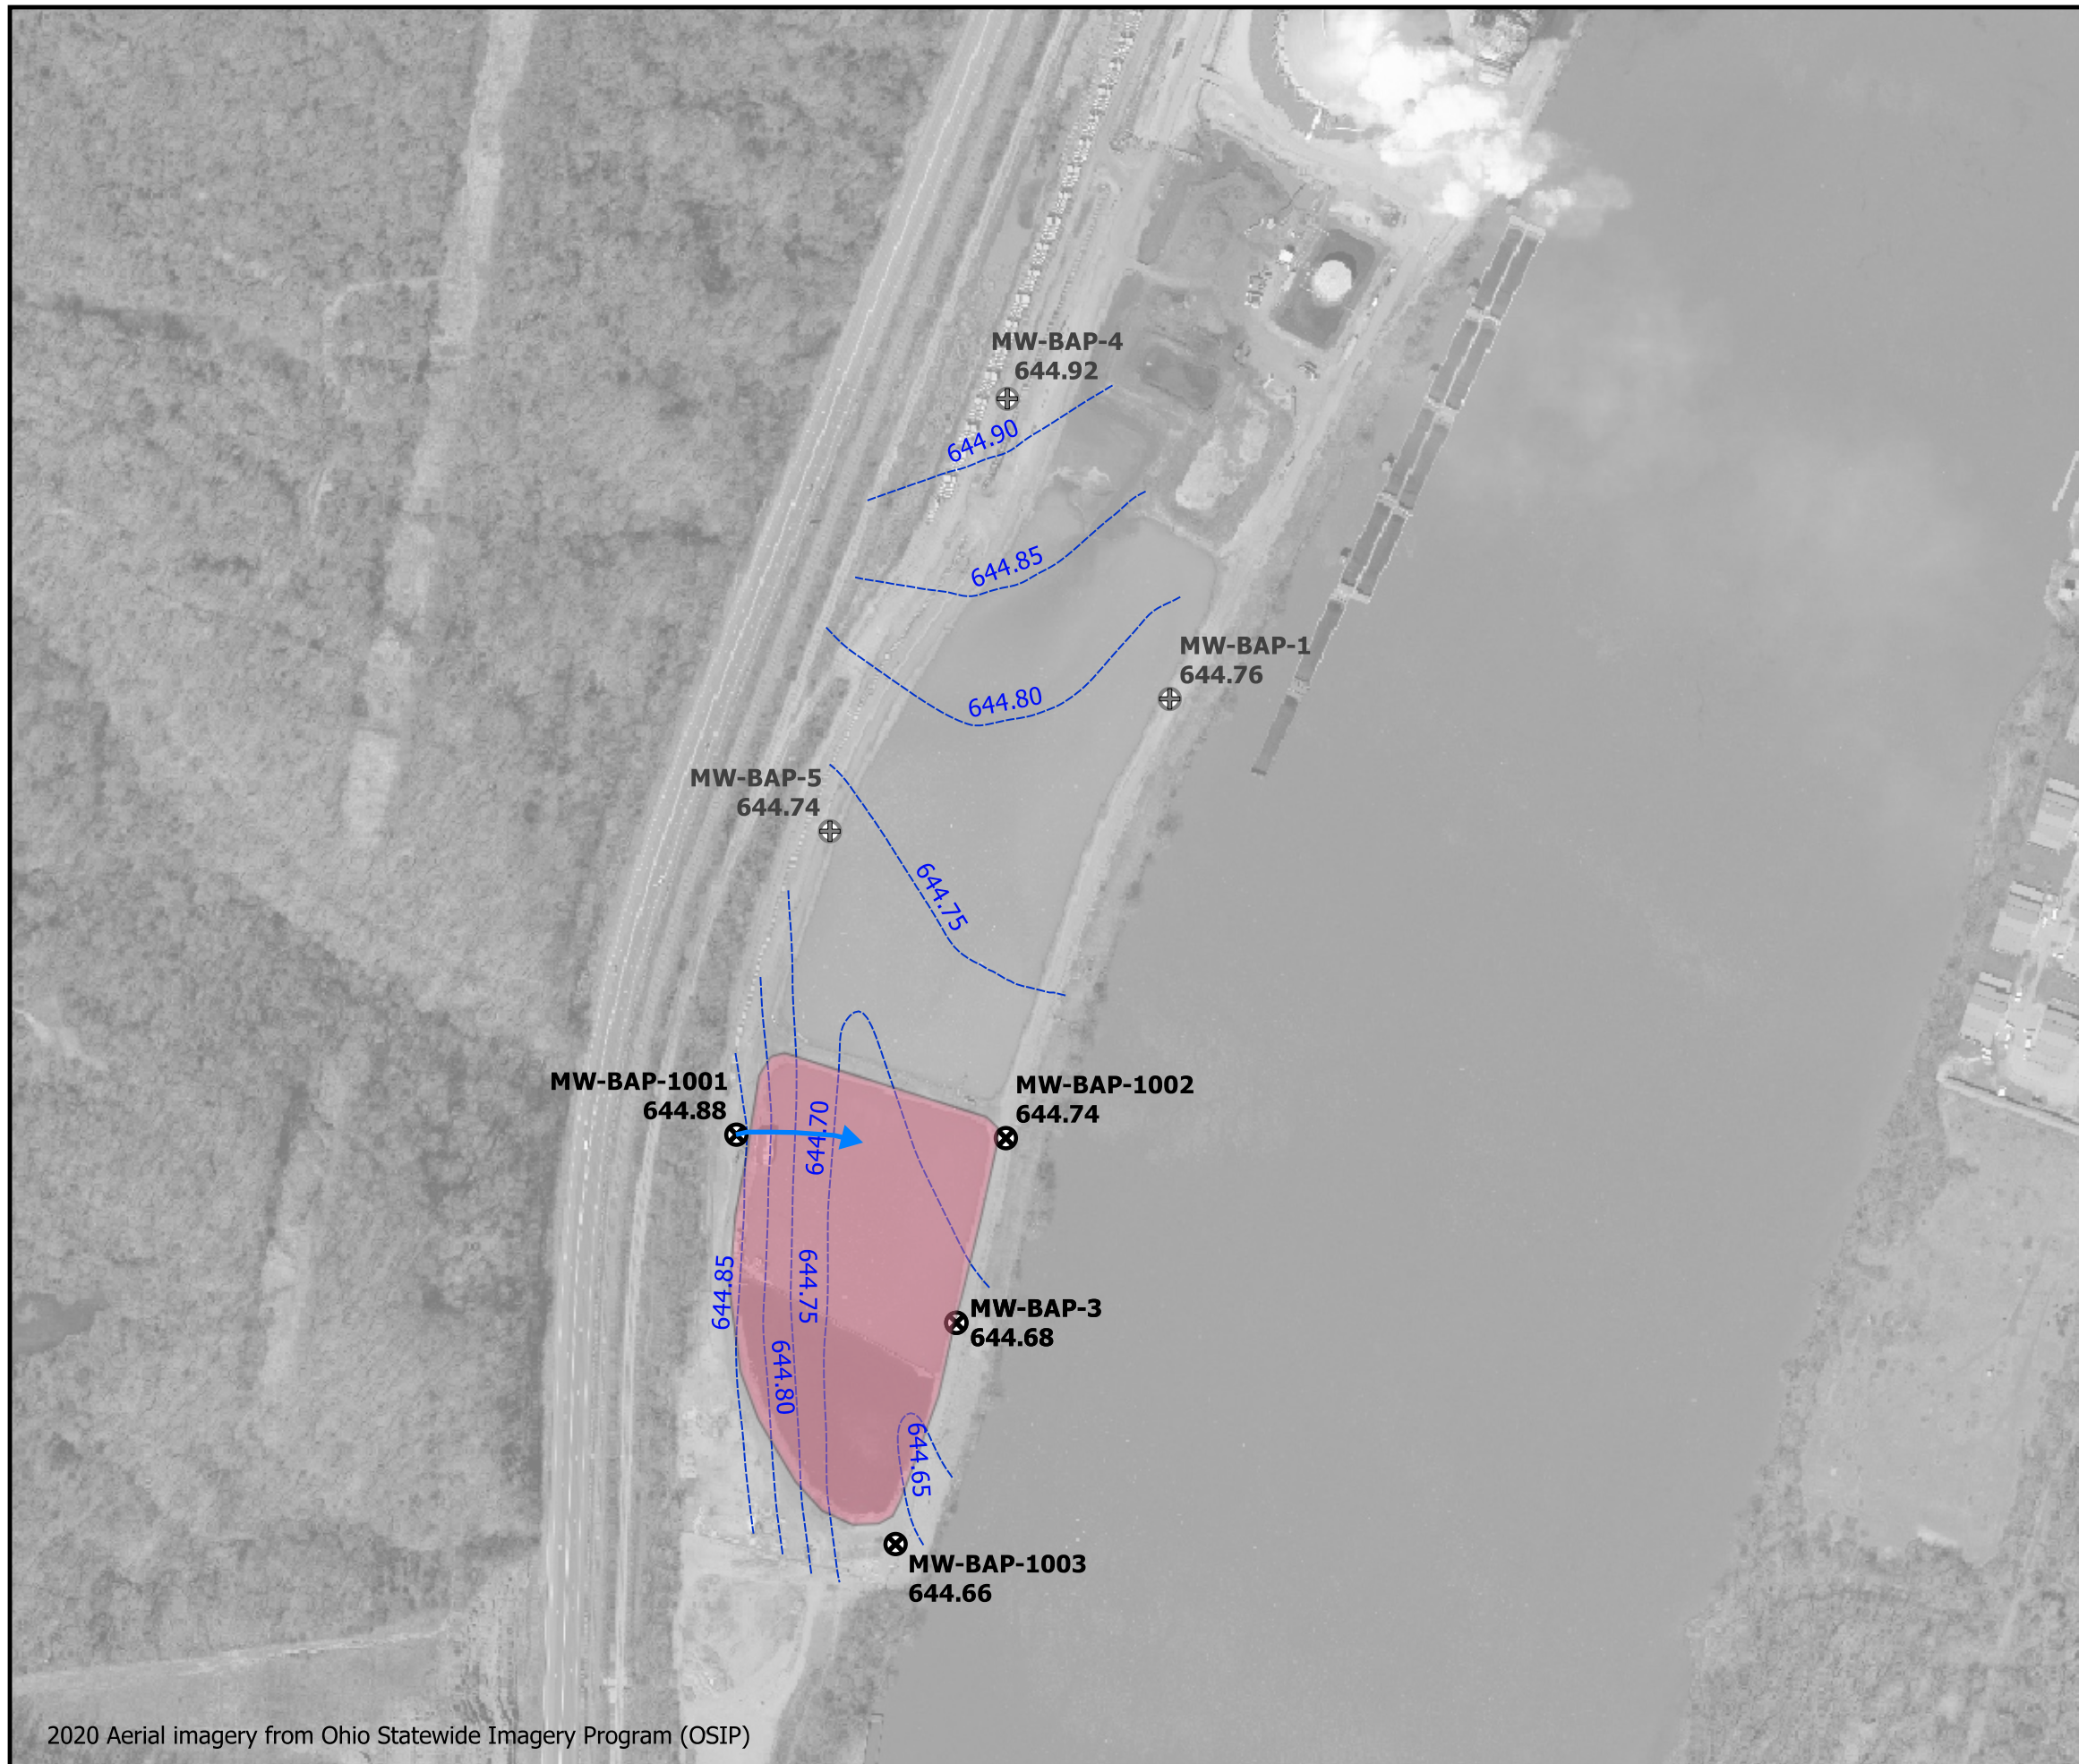 MW-BAP-4
644.92
644.90
644.85
MW-BAP-1
644.76
644.80
MW-BAP-5
644.74
644.75
MW-BAP-1001
644.88
MW-BAP-1002
644.74
644.70
644.85
644.75
MW-BAP-3
644.68
644.80
644.65
MW-BAP-1003
644.66
2020 Aerial imagery from Ohio Statewide Imagery Program (OSIP)